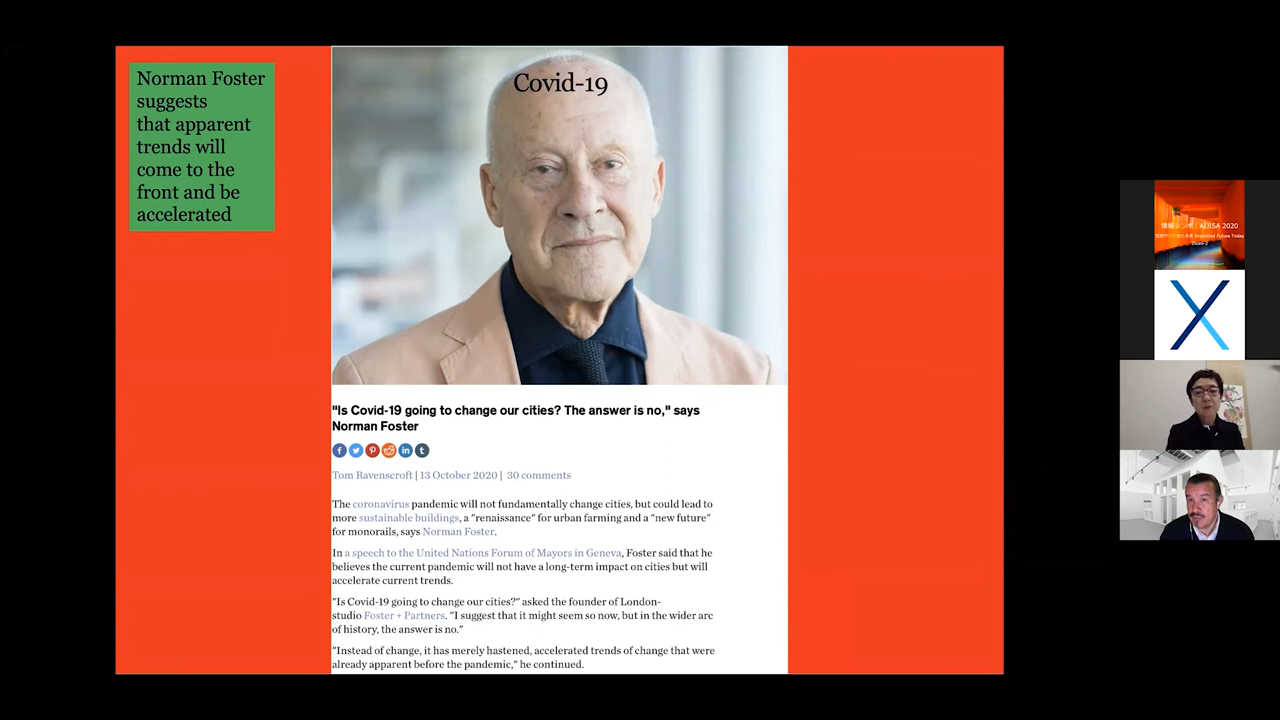 Norman Foster
suggests
that apparent
trends will
come to the
front and be
accelerated
Covid-19
"Is Covid-19 going to change our cities? The answer is no," says
Norman Foster
Tom Ravenscroft | 13 October 2020 | 30 comments
The coronavirus pandemic will not fundamentally change cities, but could lead to
more sustainable buildings, a "renaissance" for urban farming and a "new future"
for monorails, says Norman Foster.
In a speech to the United Nations Forum of Mayors in Geneva, Foster said that he
believes the current pandemic will not have a long-term impact on cities but will
accelerate current trends.
"Is Covid-19 going to change our cities?" asked the founder of London-
studio Foster + Partners. "I suggest that it might seem so now, but in the wider arc
of history, the answer is no."
"Instead of change, it has merely hastened, accelerated trends of change that were
already apparent before the pandemic," he continued.
2020
Future Today
Zoom-2
X